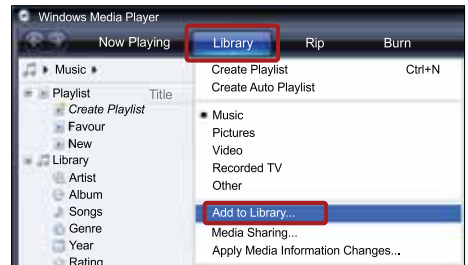 Windows Media Player
Now Playing Library Rip Burn
Music
Playlist Title
Create Playlist
Favour
New
Library
Artist
Album
Songs
Genre
Year
Rating
Create Playlist Ctrl+N
Create Auto Playlist
Music
Pictures
Video
Recorded TV
Other
Add to Library...
Media Sharing...
Apply Media Information Changes...